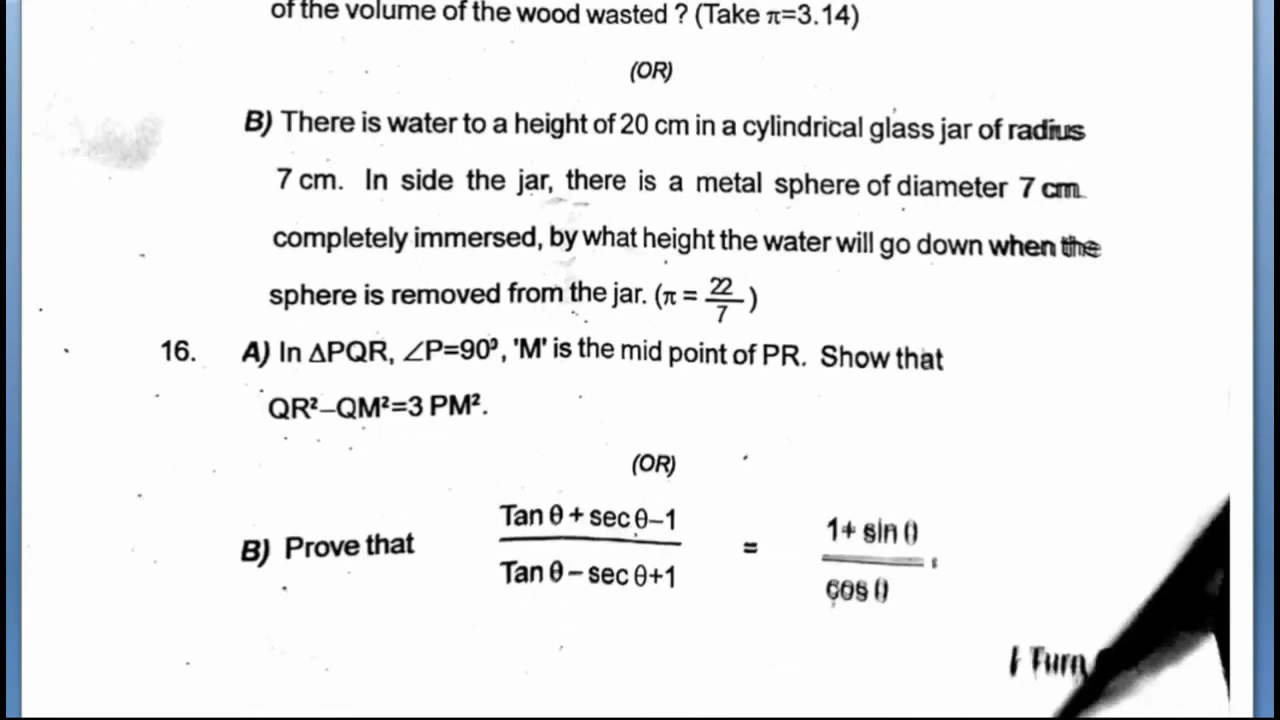 of the volume of the wood wasted ? (Take π=3.14)
(OR)
B) There is water to a height of 20 cm in a cylindrical glass jar of radius
7 cm. In side the jar, there is a metal sphere of diameter 7 cm
completely immersed, by what height the water will go down when the
sphere is removed from the jar. (π = 22/7)
16. A) In ΔPQR, ∠P=90°, 'M' is the mid point of PR. Show that
QR²–QM²=3 PM².
(OR)
B) Prove that (Tan θ + sec θ–1)/(Tan θ – sec θ+1) = (1+ sin θ)/(cos θ).
Turn